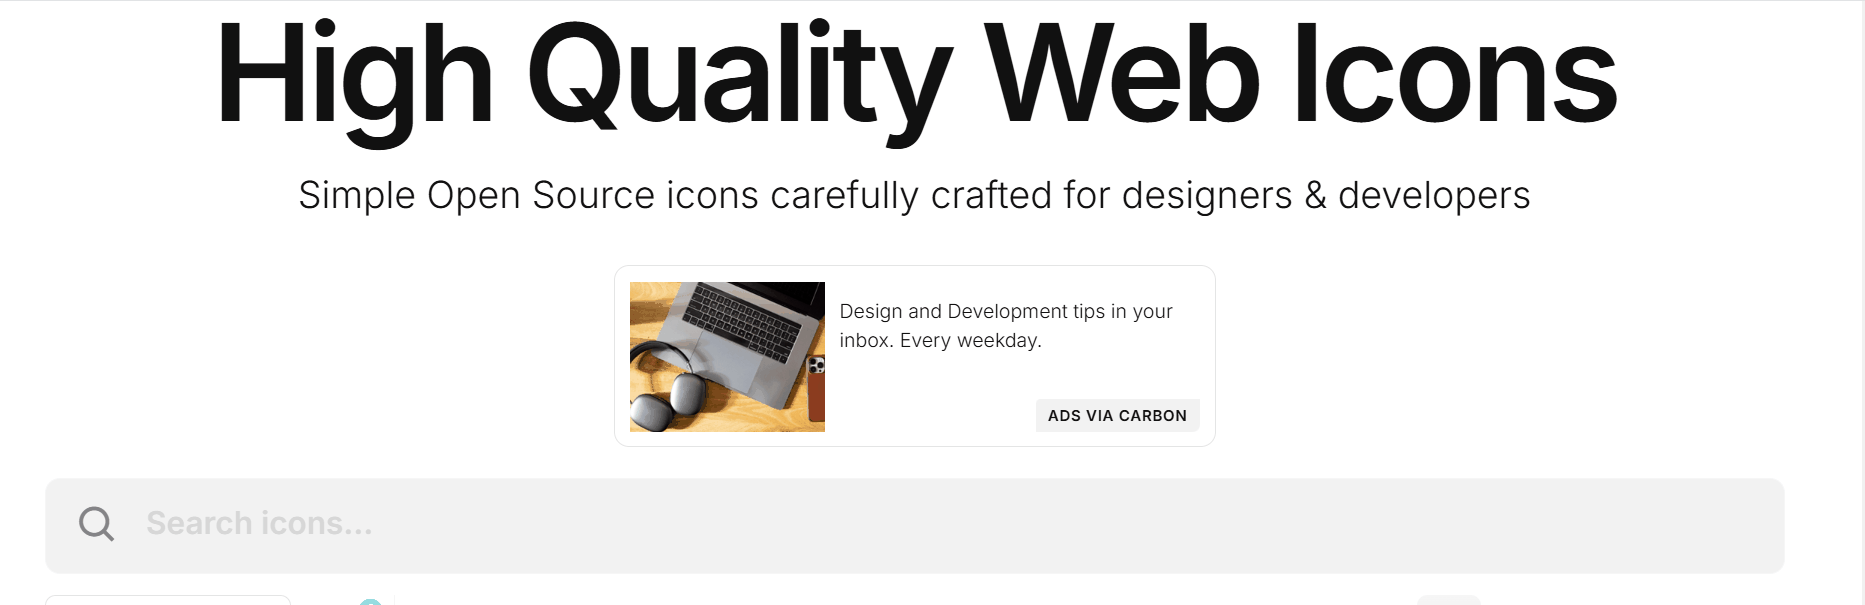 High Quality Web Icons
Simple Open Source icons carefully crafted for designers & developers
Design and Development tips in your
inbox. Every weekday.
ADS VIA CARBON
Search icons...